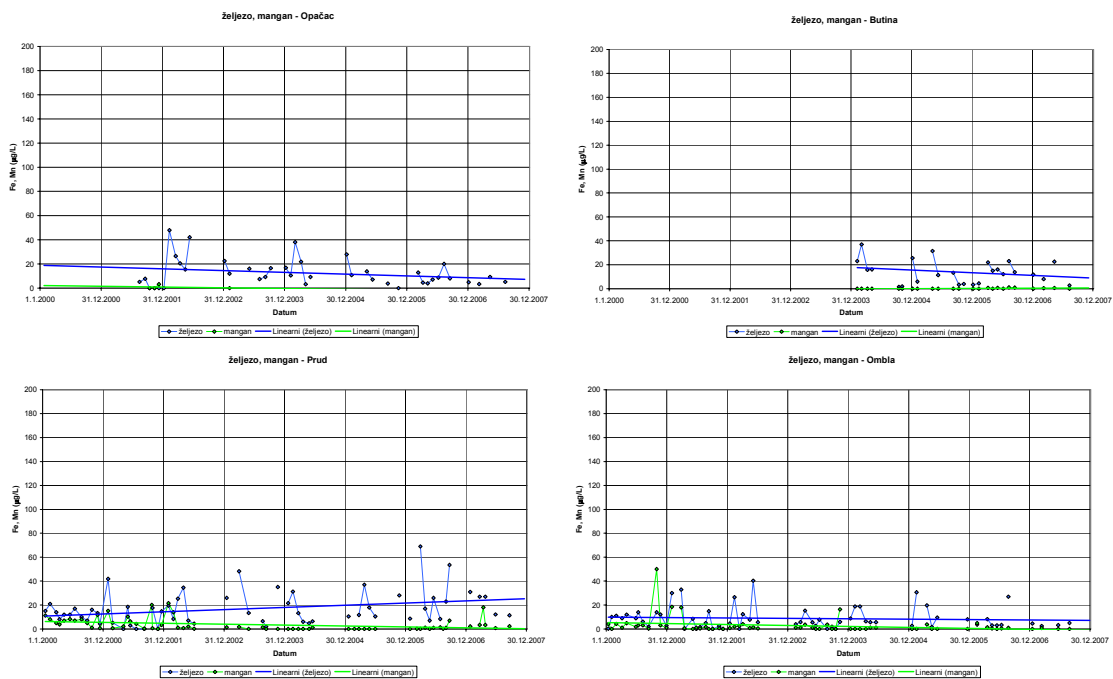 željezo, mangan - Opačac
200
180
160
140
120
100
80
60
40
20
0
Fe, Mn (µg/L)
1.1.2000 31.12.2000 31.12.2001 31.12.2002 31.12.2003 30.12.2004 30.12.2005 30.12.2006 30.12.2007
Datum
željezo mangan Linearni (željezo) Linearni (mangan)
željezo, mangan - Butina
200
180
160
140
120
100
80
60
40
20
0
Fe, Mn (µg/L)
1.1.2000 31.12.2000 31.12.2001 31.12.2002 31.12.2003 30.12.2004 30.12.2005 30.12.2006 30.12.2007
Datum
željezo mangan Linearni (željezo) Linearni (mangan)
željezo, mangan - Prud
200
180
160
140
120
100
80
60
40
20
0
Fe, Mn (µg/L)
1.1.2000 31.12.2000 31.12.2001 31.12.2002 31.12.2003 30.12.2004 30.12.2005 30.12.2006 30.12.2007
Datum
željezo mangan Linearni (željezo) Linearni (mangan)
željezo, mangan - Ombla
200
180
160
140
120
100
80
60
40
20
0
Fe, Mn (µg/L)
1.1.2000 31.12.2000 31.12.2001 31.12.2002 31.12.2003 30.12.2004 30.12.2005 30.12.2006 30.12.2007
Datum
željezo mangan Linearni (željezo) Linearni (mangan)